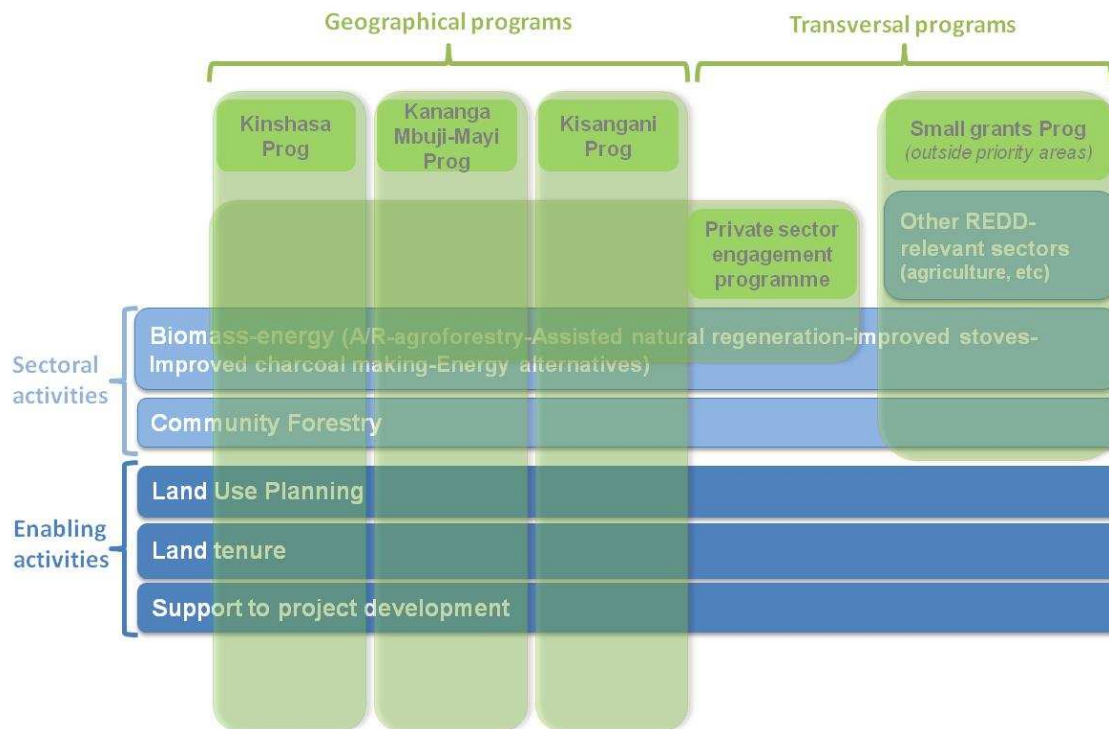 Geographical programs
Transversal programs
Kinshasa
Prog
Kananga
Mbuji-Mayi
Prog
Kisangani
Prog
Small grants Prog
(outside priority areas)
Private sector
engagement
programme
Other REDD-
relevant sectors
(agriculture, etc)
Sectoral
activities
Biomass-energy (A/R-agroforestry-Assisted natural regeneration-improved stoves-
Improved charcoal making-Energy alternatives)
Community Forestry
Enabling
activities
Land Use Planning
Land tenure
Support to project development